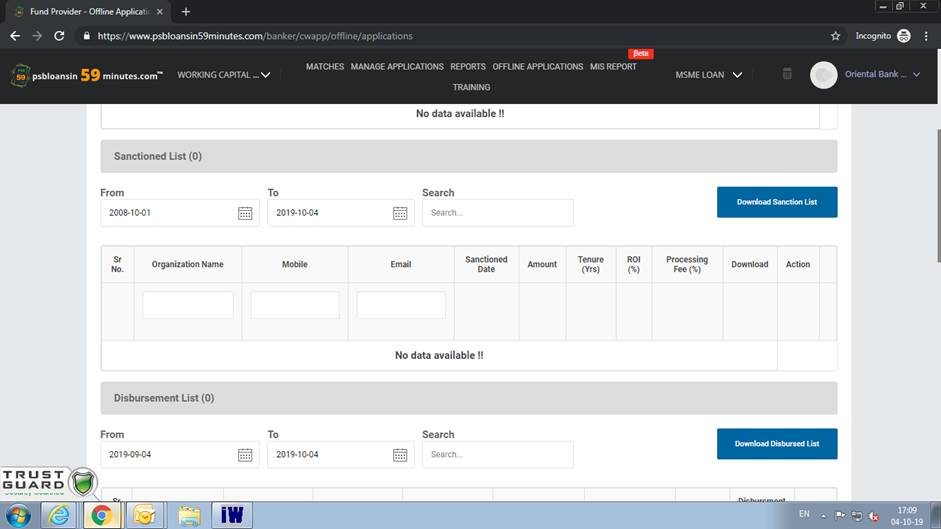 Fund Provider - Offline Applicat
https://www.psbloansin59minutes.com/banker/cwapp/offline/applications
Incognito
psbloansin 59 minutes.com™
WORKING CAPITAL ...
MATCHES MANAGE APPLICATIONS REPORTS OFFLINE APPLICATIONS MIS REPORT
Beta
TRAINING
MSME LOAN
Oriental Bank ...
No data available !!
Sanctioned List (0)
From To Search
2008-10-01 2019-10-04 Search...
Download Sanction List
Sr No. Organization Name Mobile Email Sanctioned Date Amount Tenure (Yrs) ROI (%) Processing Fee (%) Download Action
No data available !!
Disbursement List (0)
From To Search
2019-09-04 2019-10-04 Search...
Download Disbursed List
TRUST
GUARD
Security Scanned
Sr Disbursment
EN 17:09
04-10-19